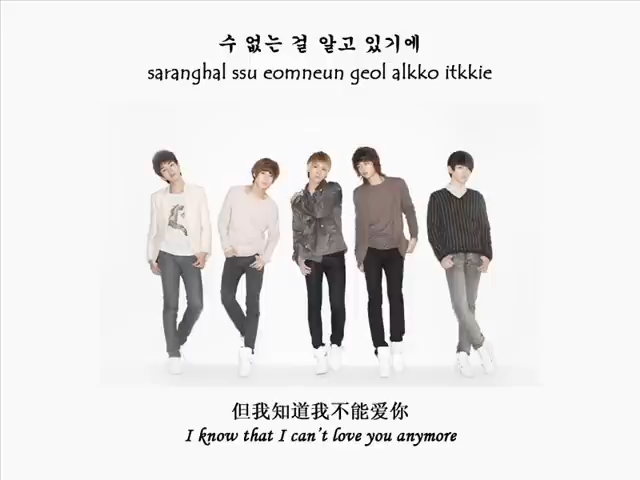 수 없는 걸 알고 있기에
saranghal ssu eomneun geol alkko itkkie
但我知道我不能爱你
I know that I can't love you anymore